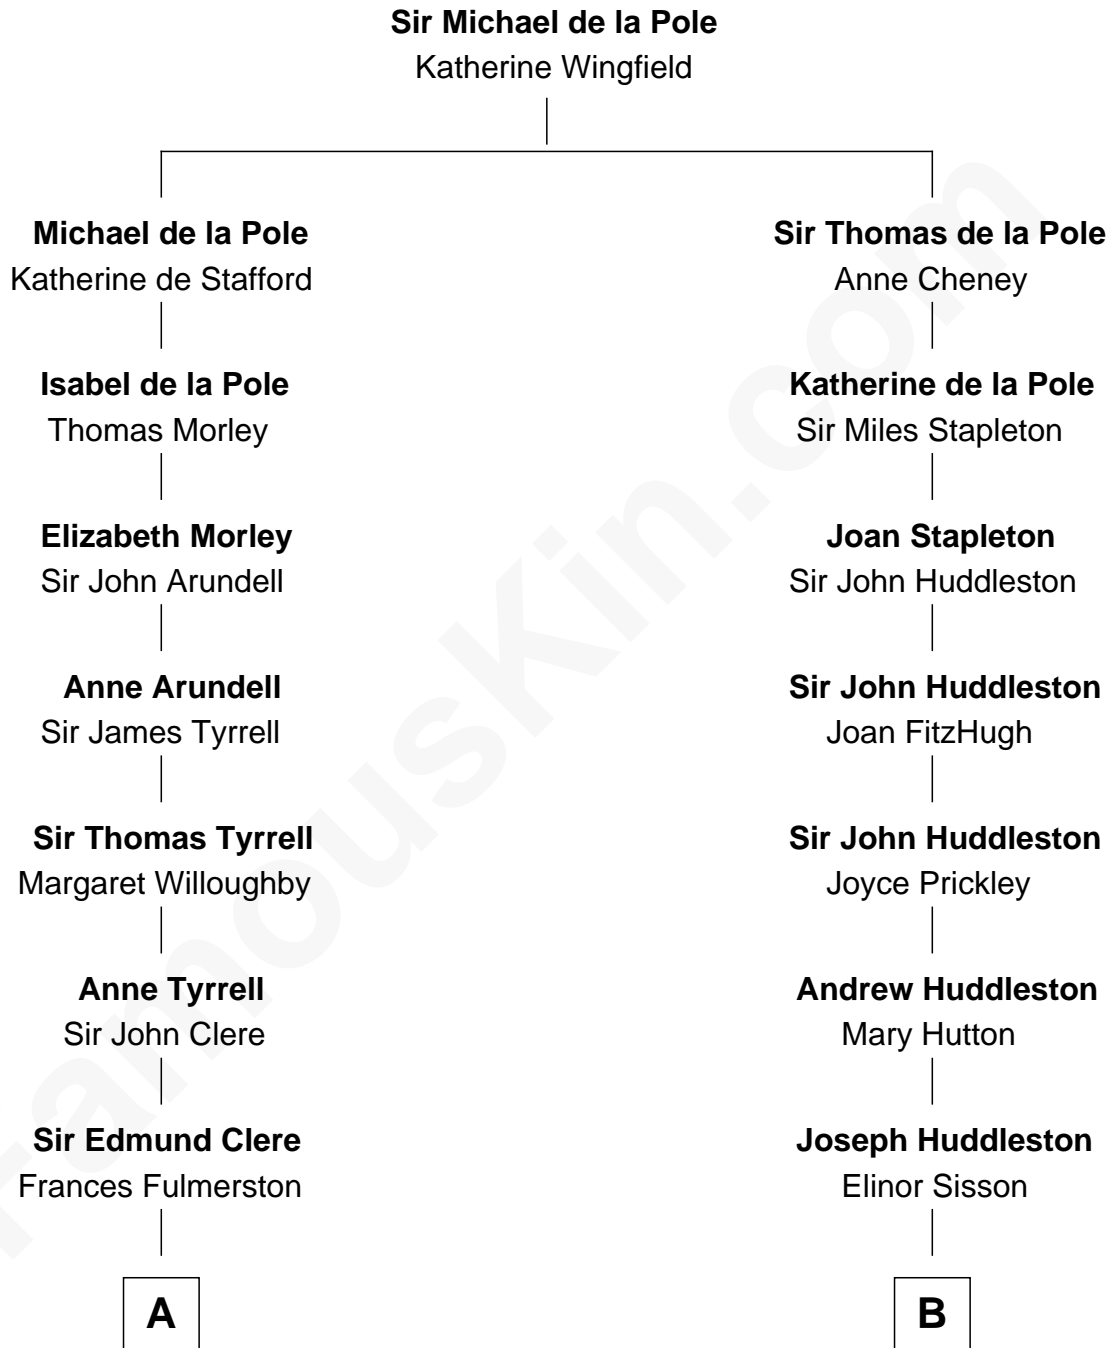 Sir Michael de la Pole
Katherine Wingfield
Michael de la Pole
Katherine de Stafford
Sir Thomas de la Pole
Anne Cheney
Isabel de la Pole
Thomas Morley
Katherine de la Pole
Sir Miles Stapleton
Elizabeth Morley
Sir John Arundell
Joan Stapleton
Sir John Huddleston
Anne Arundell
Sir James Tyrrell
Sir John Huddleston
Joan FitzHugh
Sir Thomas Tyrrell
Margaret Willoughby
Sir John Huddleston
Joyce Prickley
Anne Tyrrell
Sir John Clere
Andrew Huddleston
Mary Hutton
Sir Edmund Clere
Frances Fulmerston
Joseph Huddleston
Elinor Sisson
A
B
FamousKin.com